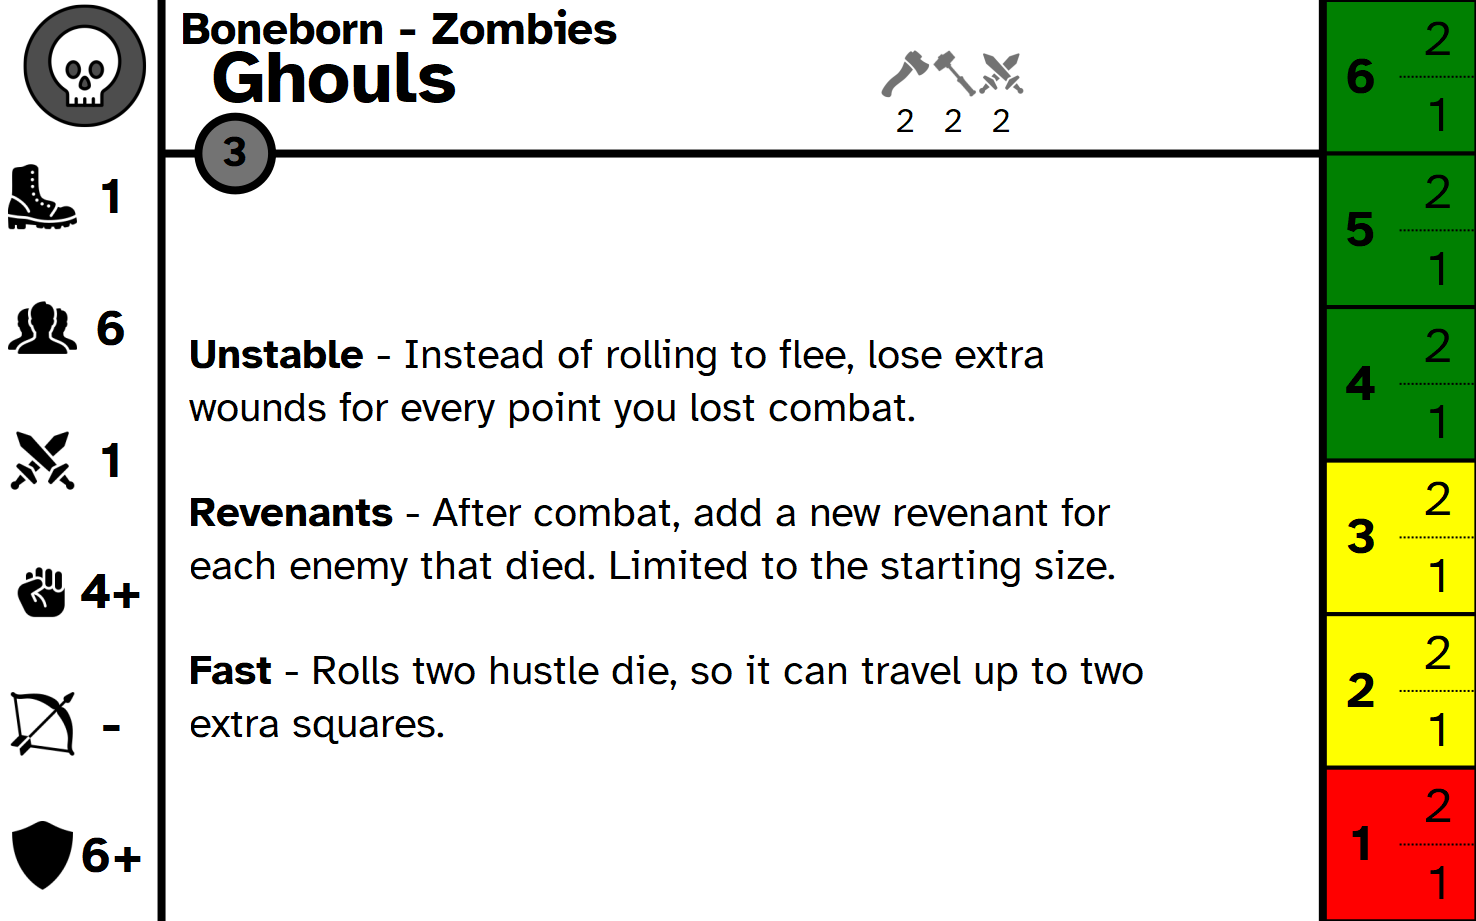 Boneborn - Zombies
Ghouls
2 2 2
3
1
6
1
4+
-
6+
Unstable - Instead of rolling to flee, lose extra
wounds for every point you lost combat.
Revenants - After combat, add a new revenant for
each enemy that died. Limited to the starting size.
Fast - Rolls two hustle die, so it can travel up to two
extra squares.
6
2
1
5
2
1
4
2
1
3
2
1
2
2
1
1
2
1